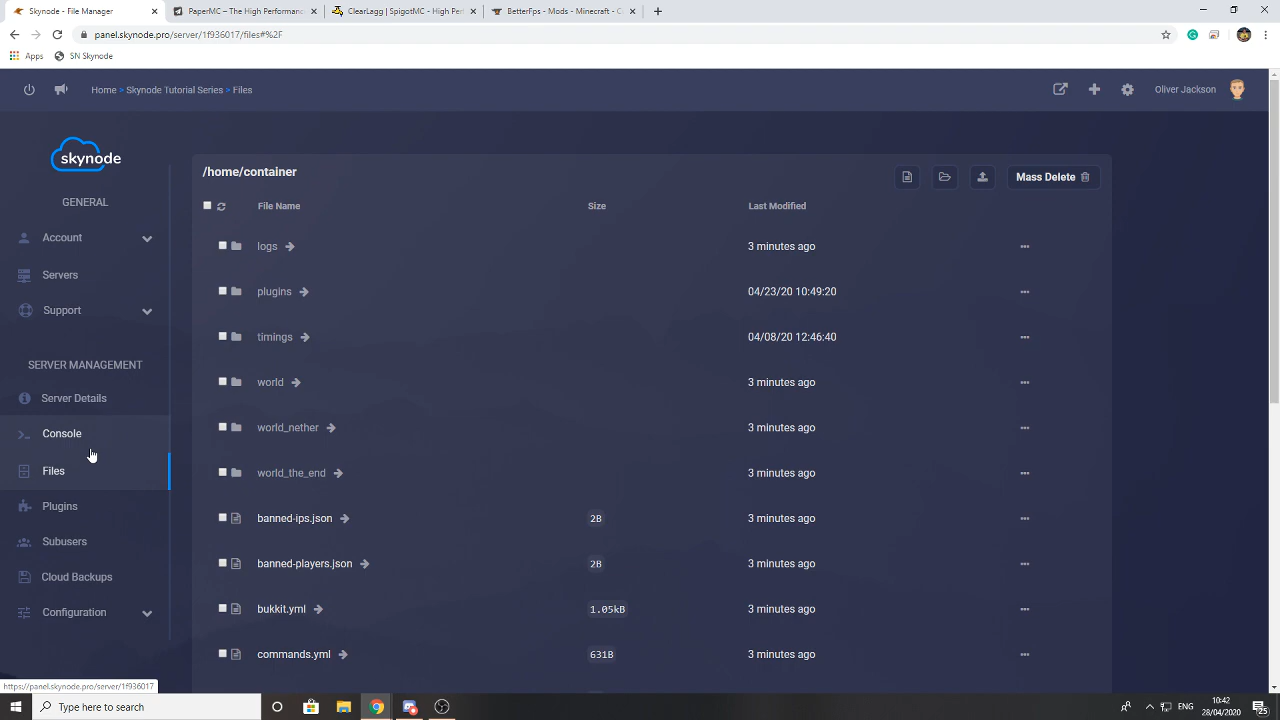 Skynode - File Manager
PaperMC – The High Performanc
ClearLagg | SpigotMC - High Perf
BetterFps - Mods - Minecraft - C
panel.skynode.pro/server/1f936017/files#%2F
Apps
SN Skynode
Home > Skynode Tutorial Series > Files
Oliver Jackson
skynode
GENERAL
Account
Servers
Support
SERVER MANAGEMENT
Server Details
Console
Files
Plugins
Subusers
Cloud Backups
Configuration
/home/container
Mass Delete
File Name Size Last Modified
logs 3 minutes ago
plugins 04/23/20 10:49:20
timings 04/08/20 12:46:40
world 3 minutes ago
world_nether 3 minutes ago
world_the_end 3 minutes ago
banned-ips.json 2B 3 minutes ago
banned-players.json 2B 3 minutes ago
bukkit.yml 1.05kB 3 minutes ago
commands.yml 631B 3 minutes ago
https://panel.skynode.pro/server/1f936017
Type here to search
ENG
10:42
28/04/2020
25